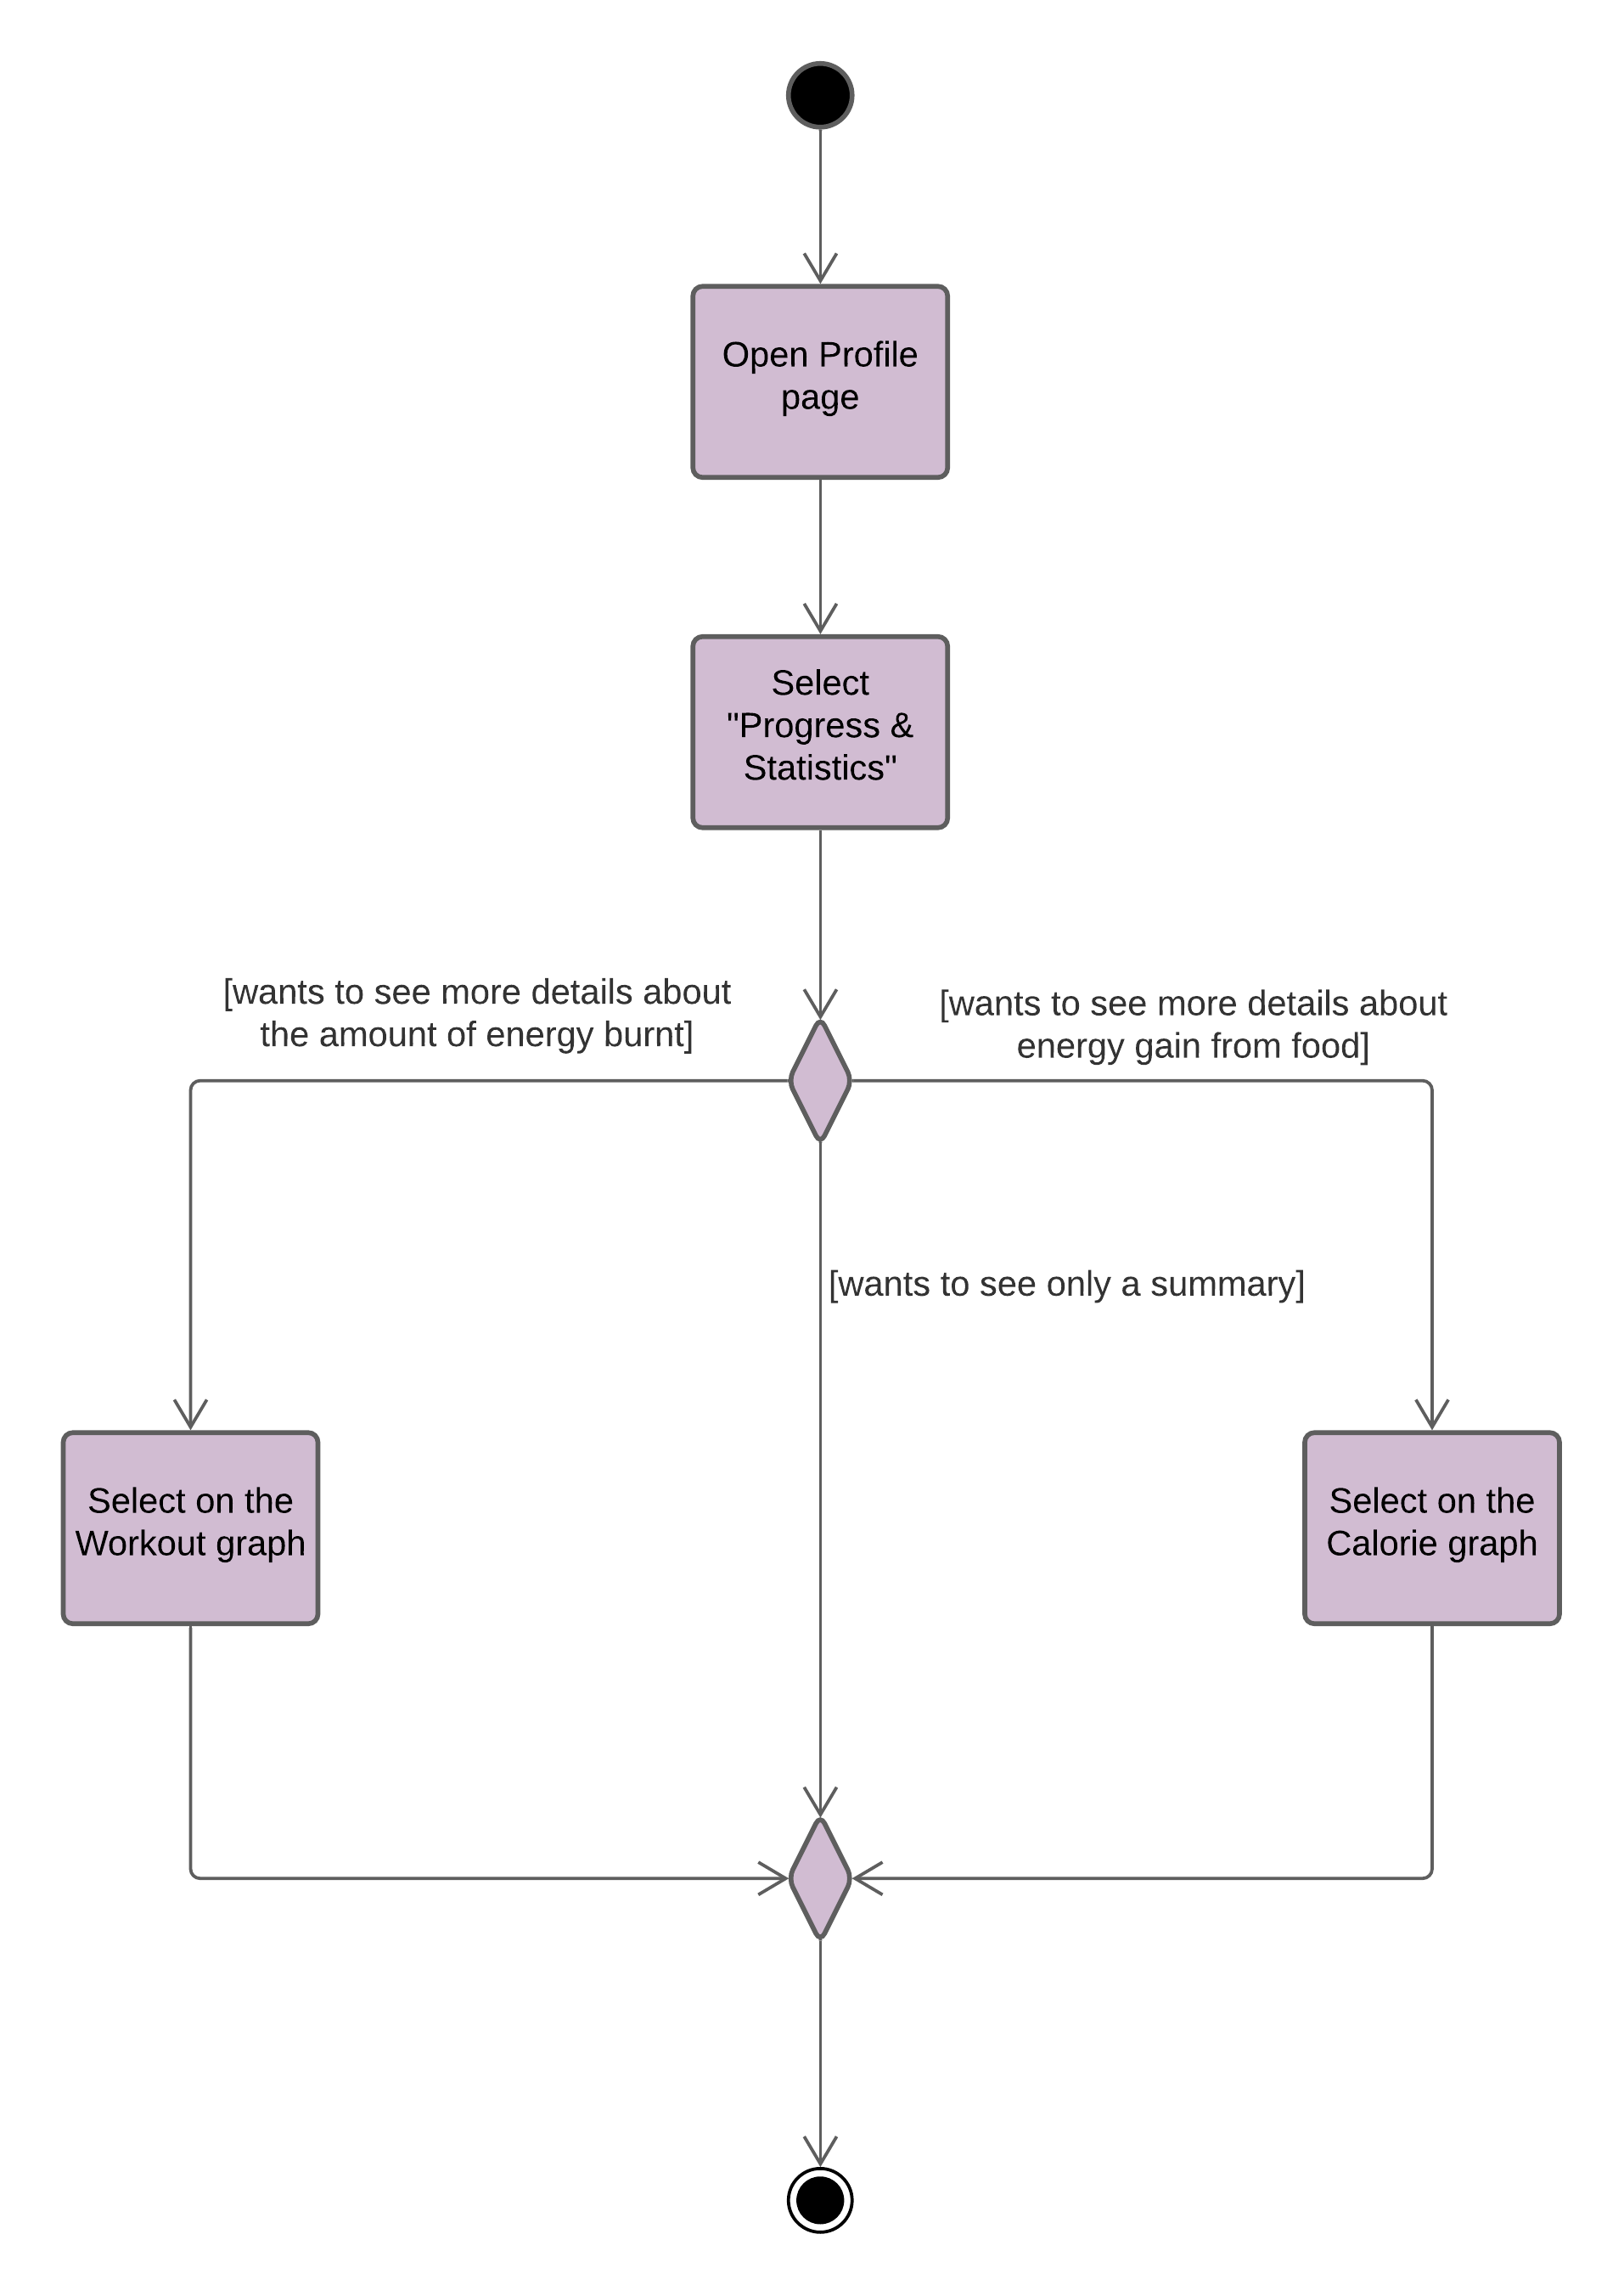 Open Profile
page
Select
"Progress &
Statistics"
[wants to see more details about
the amount of energy burnt]
[wants to see more details about
energy gain from food]
[wants to see only a summary]
Select on the
Workout graph
Select on the
Calorie graph